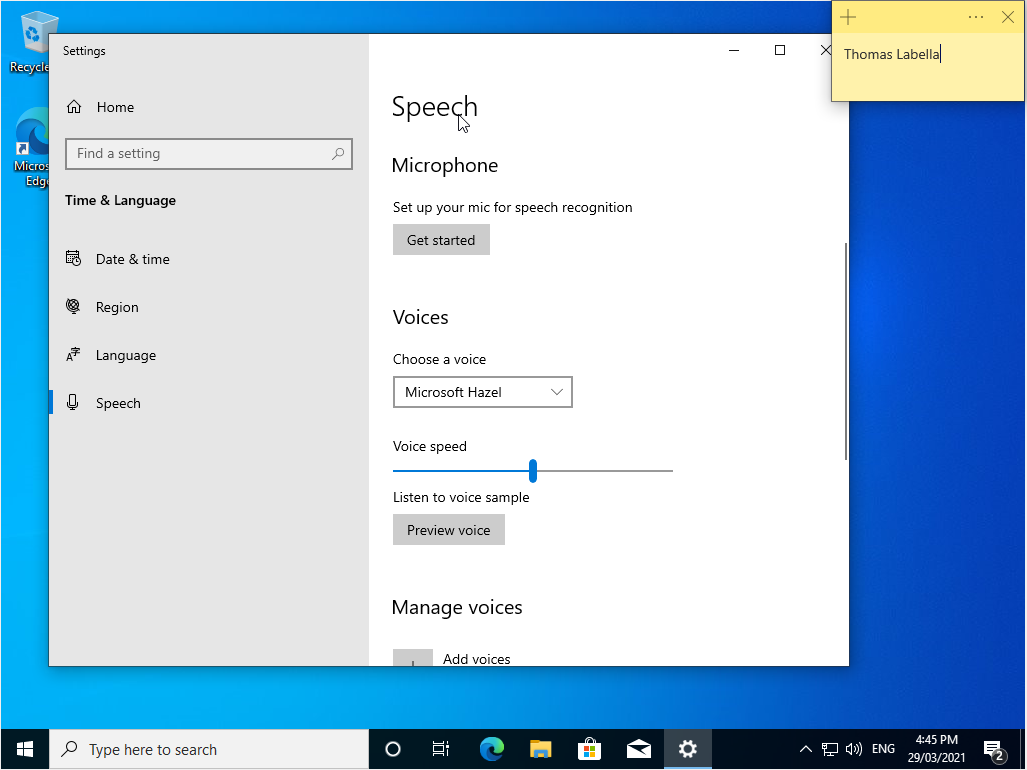 Recycle
Micros
Edge
Settings
Home
Find a setting
Time & Language
Date & time
Region
Language
Speech
Speech
Microphone
Set up your mic for speech recognition
Get started
Voices
Choose a voice
Microsoft Hazel
Voice speed
Listen to voice sample
Preview voice
Manage voices
Add voices
Thomas Labella
Type here to search
ENG
4:45 PM
29/03/2021
2